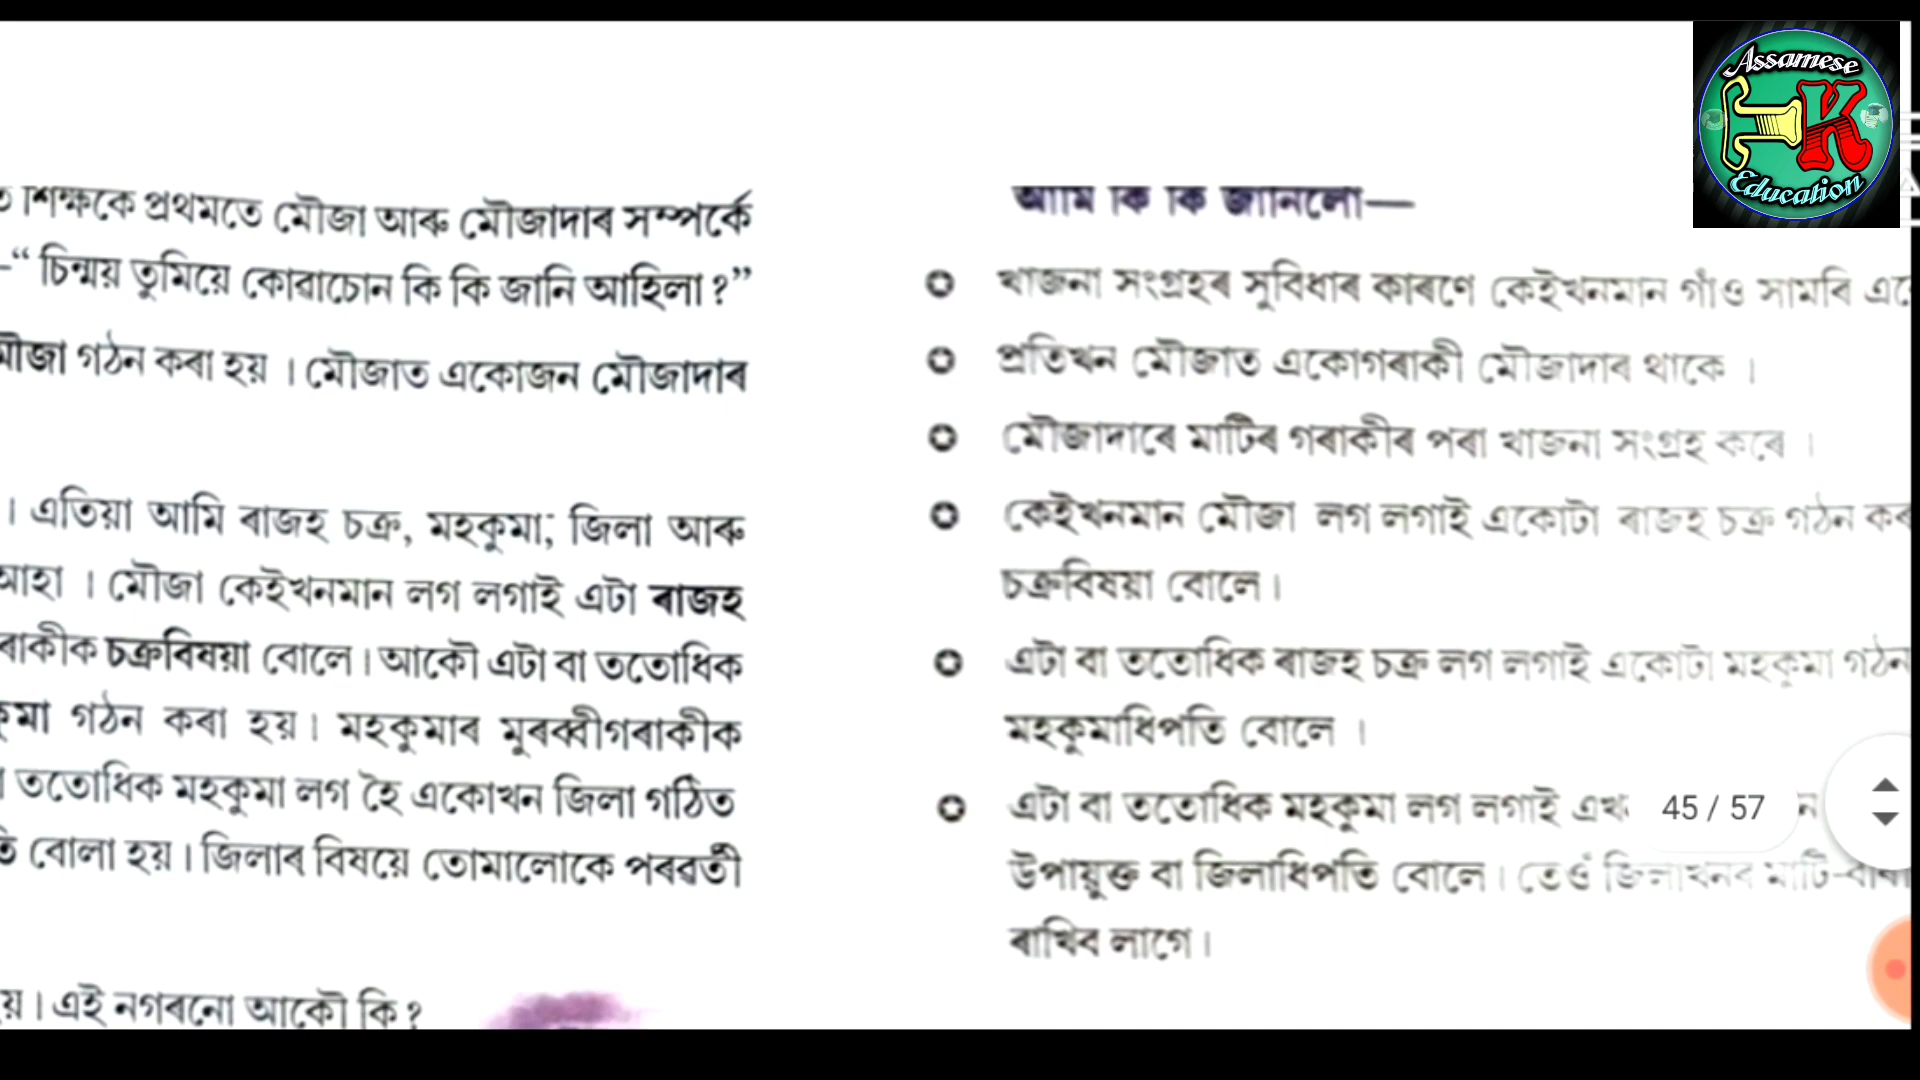 শিক্ষকে প্ৰথমতে মৌজা আৰু মৌজাদাৰ সম্পৰ্কে
-“ চিন্ময় তুমিয়ে কোৱাচোন কি কি জানি আহিলা ?”
গঠন কৰা হয় । মৌজাত একোজন মৌজাদাৰ
। এতিয়া আমি ৰাজহ চক্ৰ, মহকুমা; জিলা আৰু
। মৌজা কেইখনমান লগ লগাই এটা ৰাজহ
চক্ৰবিষয়া বোলে। আকৌ এটা বা ততোধিক
গঠন কৰা হয়। মহকুমাৰ মুৰব্বীগৰাকীক
ততোধিক মহকুমা লগ হৈ একোখন জিলা গঠিত
বোলা হয়। জিলাৰ বিষয়ে তোমালোকে পৰৱৰ্তী
। এই নগৰনো আকৌ কি ?
আমি কি কি জানিলো—
খাজনা সংগ্ৰহৰ সুবিধাৰ কাৰণে কেইখনমান গাঁও সামৰি
প্ৰতিখন মৌজাত একোগৰাকী মৌজাদাৰ থাকে ।
মৌজাদাৰে মাটিৰ গৰাকীৰ পৰা খাজনা সংগ্ৰহ কৰে ।
কেইখনমান মৌজা লগ লগাই একোটা ৰাজহ চক্ৰ গঠন
চক্ৰবিষয়া বোলে।
এটা বা ততোধিক ৰাজহ চক্ৰ লগ লগাই একোটা মহকুমা গঠন
মহকুমাধিপতি বোলে ।
এটা বা ততোধিক মহকুমা লগ লগাই
উপায়ুক্ত বা জিলাধিপতি বোলে। তেওঁ জিলাখনৰ
ৰাখিব লাগে।
45 / 57
Assamese
HK
Education